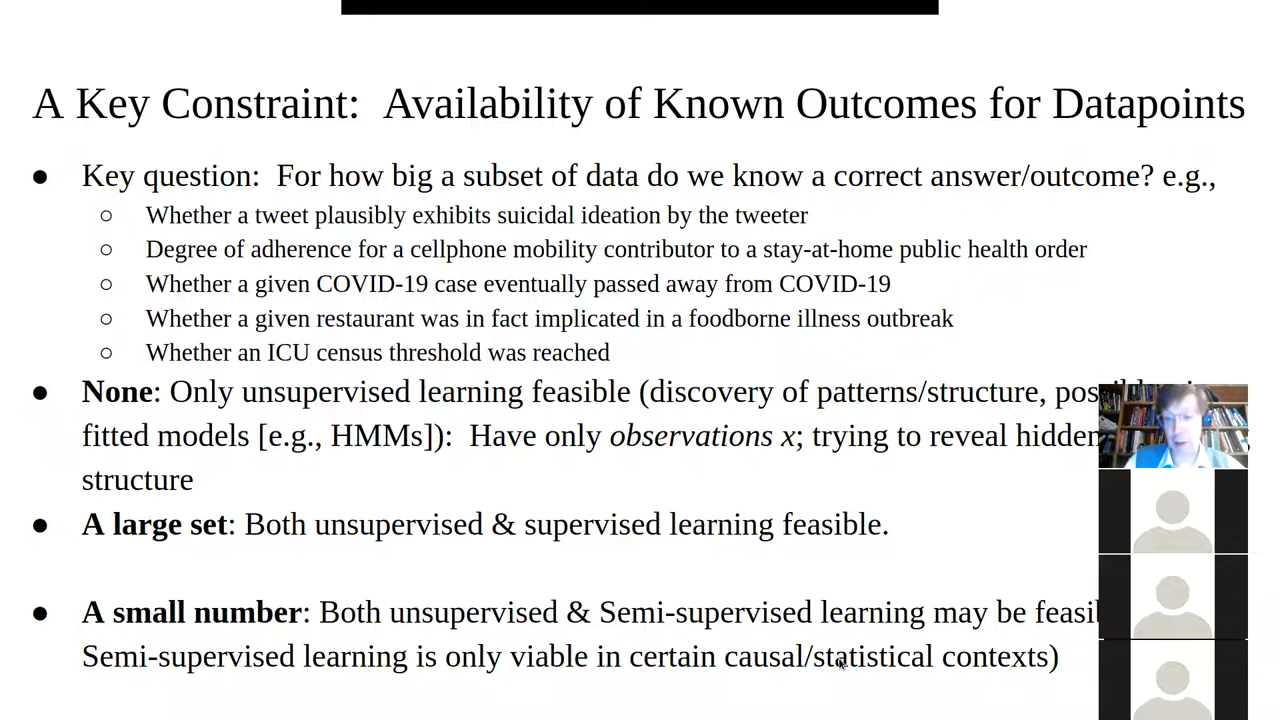 A Key Constraint: Availability of Known Outcomes for Datapoints
● Key question: For how big a subset of data do we know a correct answer/outcome? e.g.,
○ Whether a tweet plausibly exhibits suicidal ideation by the tweeter
○ Degree of adherence for a cellphone mobility contributor to a stay-at-home public health order
○ Whether a given COVID-19 case eventually passed away from COVID-19
○ Whether a given restaurant was in fact implicated in a foodborne illness outbreak
○ Whether an ICU census threshold was reached
● None: Only unsupervised learning feasible (discovery of patterns/structure,
fitted models [e.g., HMMs]): Have only observations x; trying to reveal hidden
structure
● A large set: Both unsupervised & supervised learning feasible.
● A small number: Both unsupervised & Semi-supervised learning may be
Semi-supervised learning is only viable in certain causal/statistical contexts)